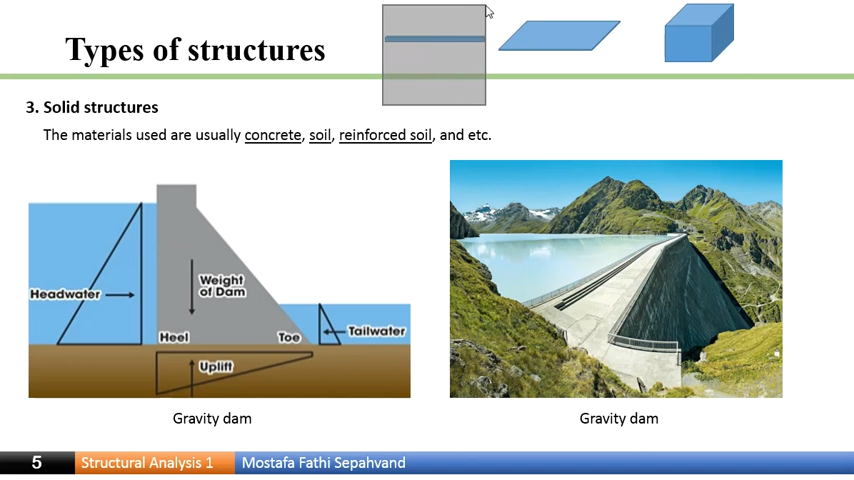 Types of structures
3. Solid structures
The materials used are usually concrete, soil, reinforced soil, and etc.
Headwater
Weight
of Dam
Heel
Toe
Tailwater
Uplift
Gravity dam
Gravity dam
5
Structural Analysis 1
Mostafa Fathi Sepahvand